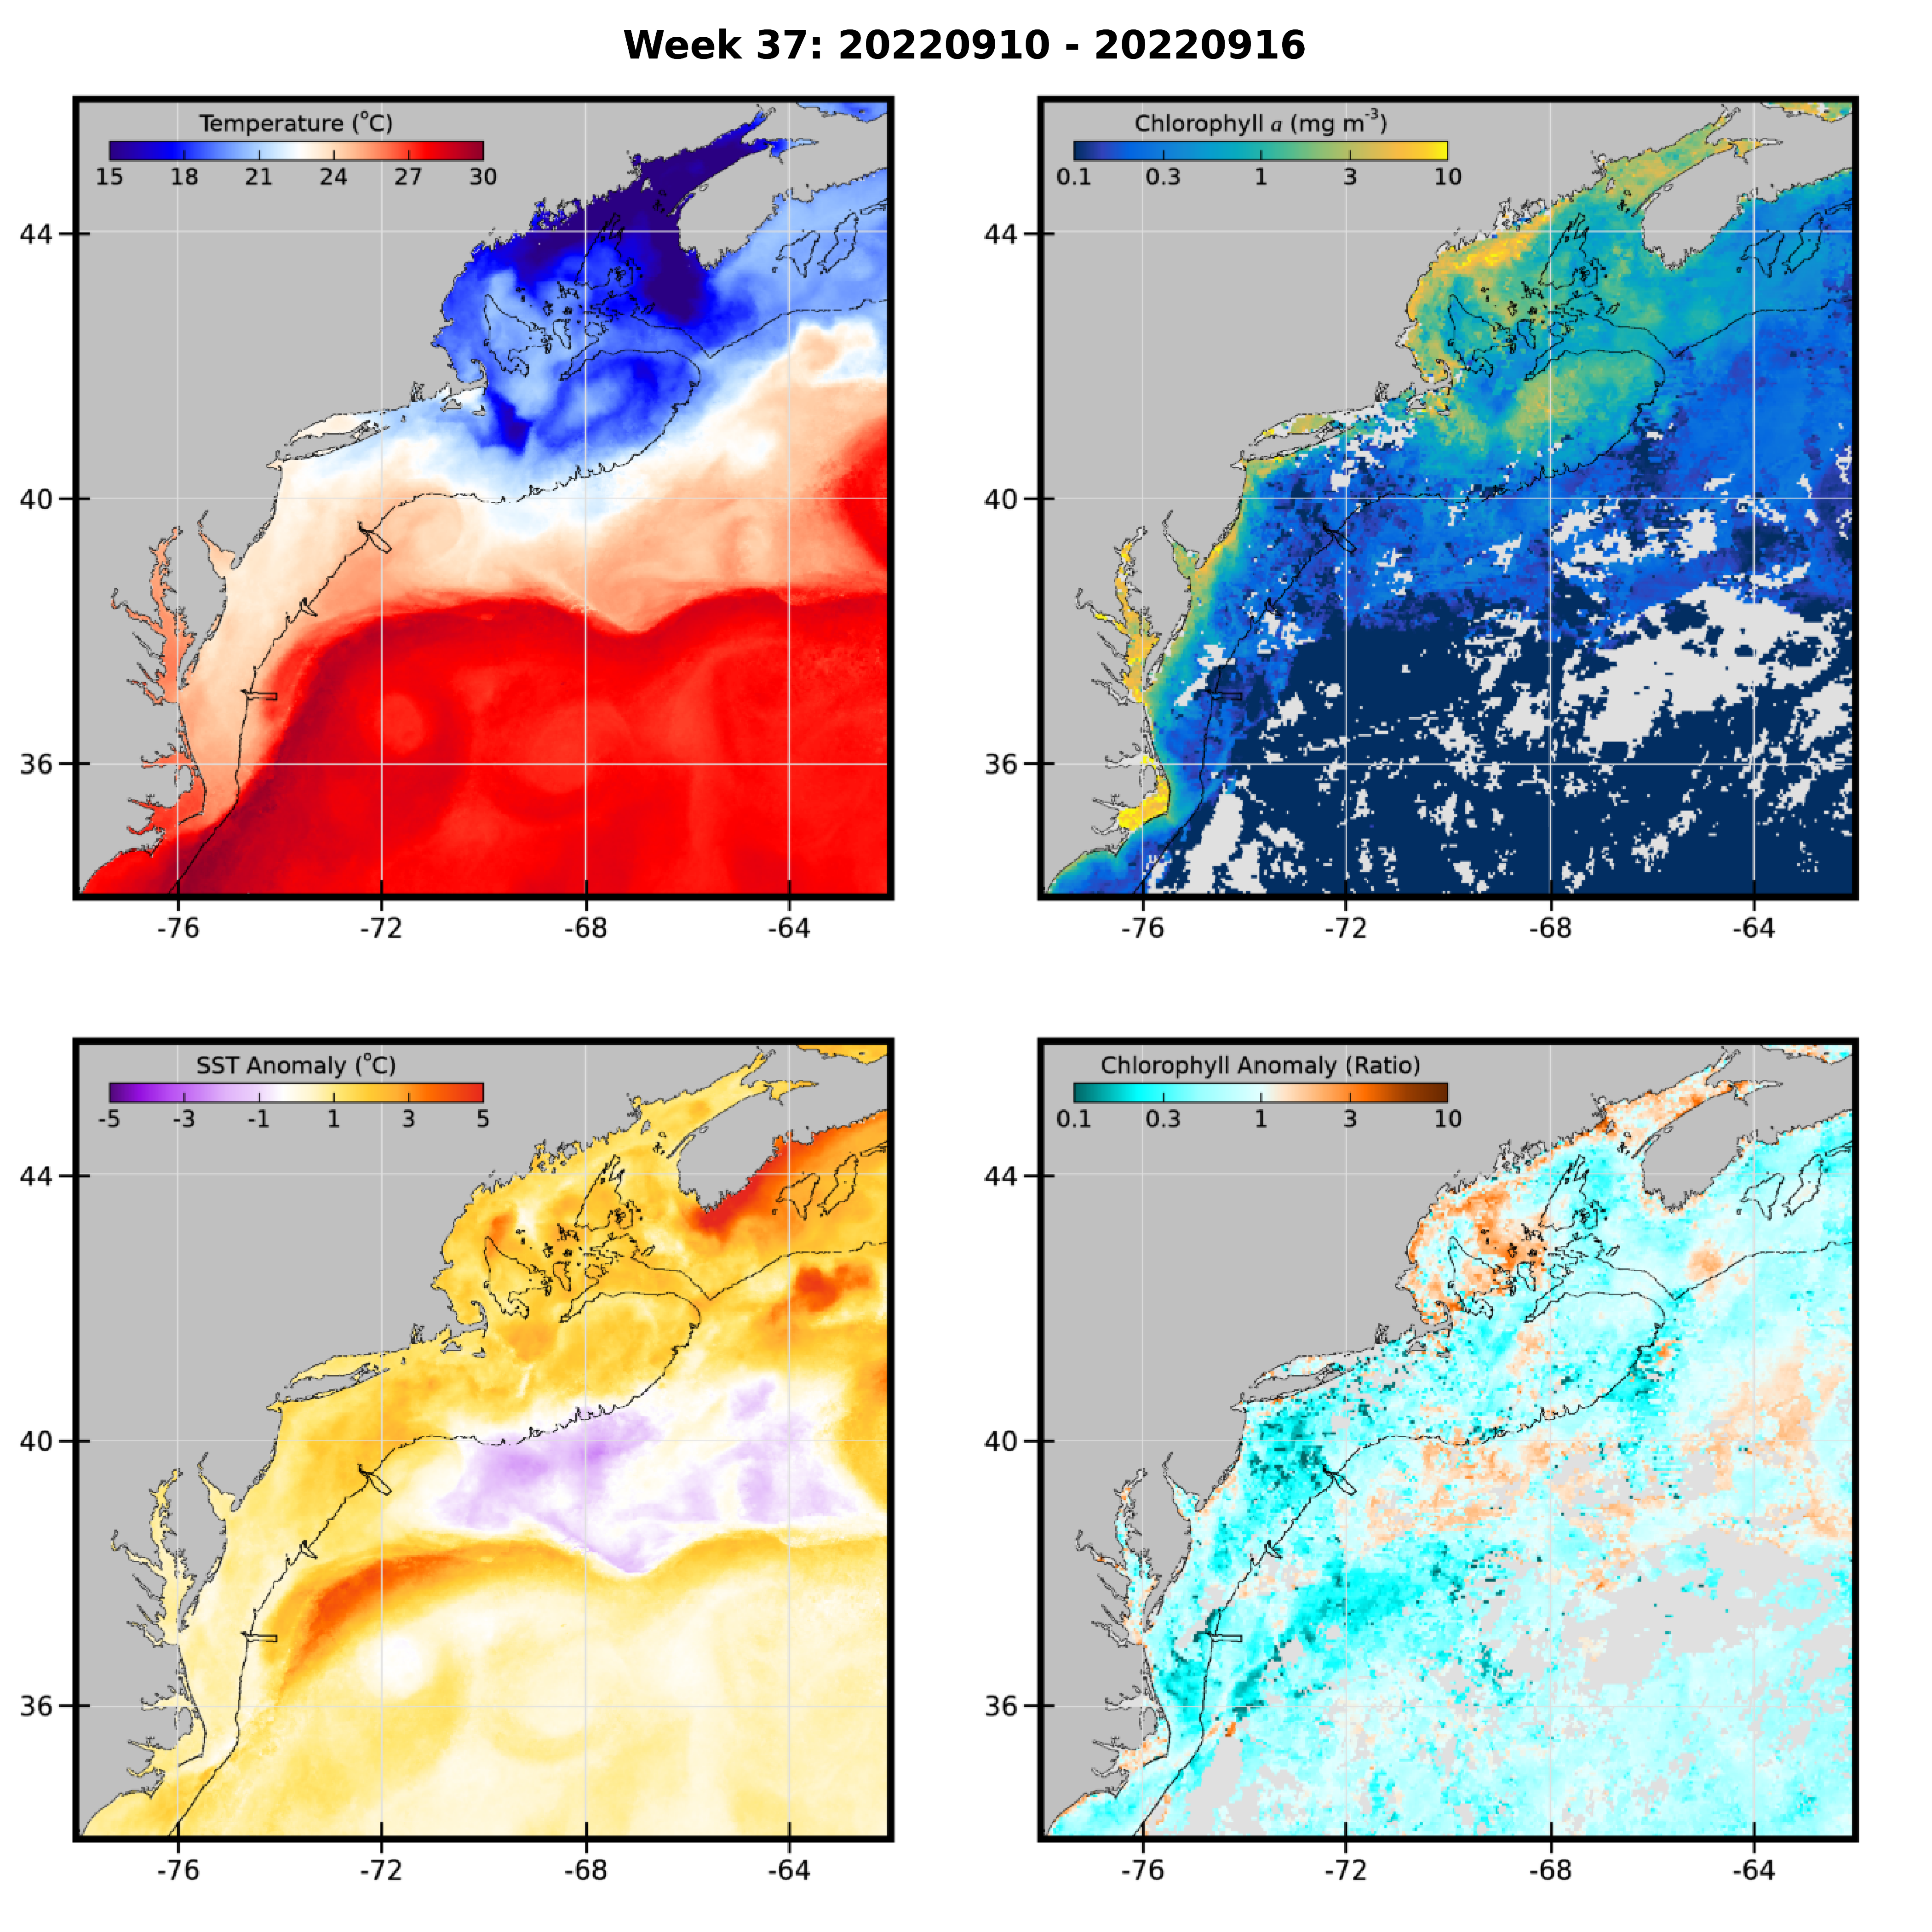 Week 37: 20220910 - 20220916
Temperature (°C)
15 18 21 24 27 30
44
40
36
-76 -72 -68 -64
Chlorophyll a (mg m⁻³)
0.1 0.3 1 3 10
44
40
36
-76 -72 -68 -64
SST Anomaly (°C)
-5 -3 -1 1 3 5
44
40
36
-76 -72 -68 -64
Chlorophyll Anomaly (Ratio)
0.1 0.3 1 3 10
44
40
36
-76 -72 -68 -64